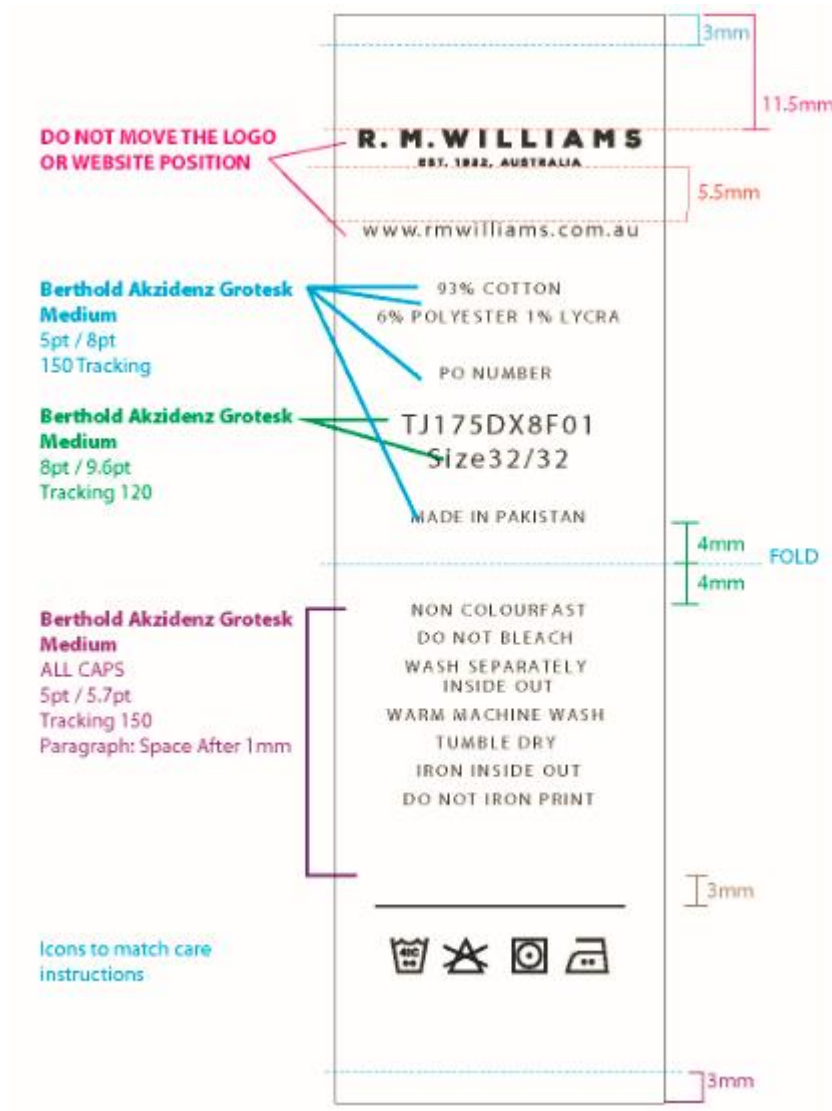 3mm
11.5mm
DO NOT MOVE THE LOGO
OR WEBSITE POSITION
R. M. WILLIAMS
EST. 1932, AUSTRALIA
5.5mm
www.rmwilliams.com.au
Berthold Akzidenz Grotesk
Medium
5pt / 8pt
150 Tracking
93% COTTON
6% POLYESTER 1% LYCRA
PO NUMBER
Berthold Akzidenz Grotesk
Medium
8pt / 9.6pt
Tracking 120
TJ175DX8F01
Size32/32
MADE IN PAKISTAN
4mm
FOLD
4mm
Berthold Akzidenz Grotesk
Medium
ALL CAPS
5pt / 5.7pt
Tracking 150
Paragraph: Space After 1mm
NON COLOURFAST
DO NOT BLEACH
WASH SEPARATELY
INSIDE OUT
WARM MACHINE WASH
TUMBLE DRY
IRON INSIDE OUT
DO NOT IRON PRINT
3mm
Icons to match care
instructions
40C
3mm